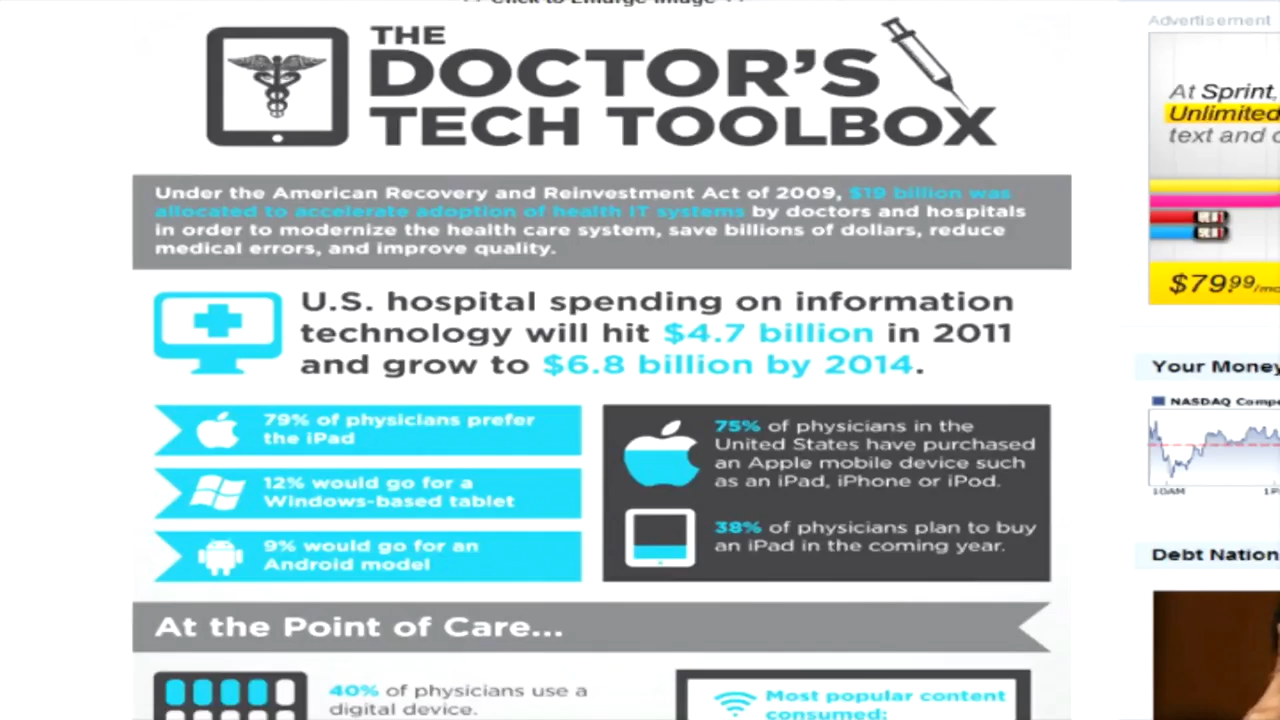 Click to Enlarge Image
THE
DOCTOR'S
TECH TOOLBOX
Under the American Recovery and Reinvestment Act of 2009, $19 billion was
allocated to accelerate adoption of health IT systems by doctors and hospitals
in order to modernize the health care system, save billions of dollars, reduce
medical errors, and improve quality.
U.S. hospital spending on information
technology will hit $4.7 billion in 2011
and grow to $6.8 billion by 2014.
79% of physicians prefer
the iPad
12% would go for a
Windows-based tablet
9% would go for an
Android model
75% of physicians in the
United States have purchased
an Apple mobile device such
as an iPad, iPhone or iPod.
38% of physicians plan to buy
an iPad in the coming year.
At the Point of Care...
40% of physicians use a
digital device.
Most popular content
consumed:
Advertisement
At Sprint,
Unlimited
text and
$79.99/mo
Your Money
NASDAQ Comp
10AM
1P
Debt Nation